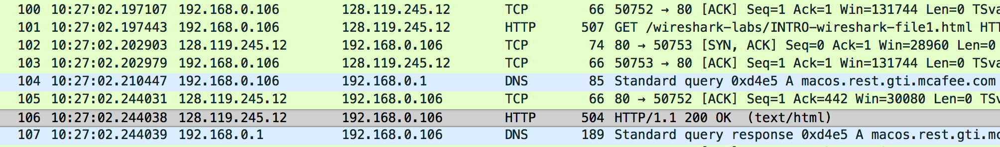 100 10:27:02.197107 192.168.0.106 128.119.245.12 TCP 66 50752 → 80 [ACK] Seq=1 Ack=1 Win=131744 Len=0
101 10:27:02.197443 192.168.0.106 128.119.245.12 HTTP 507 GET /wireshark-labs/INTRO-wireshark-file1.html
102 10:27:02.202903 128.119.245.12 192.168.0.106 TCP 74 80 → 50753 [SYN, ACK] Seq=0 Ack=1 Win=28960 Len=0
103 10:27:02.202979 192.168.0.106 128.119.245.12 TCP 66 50753 → 80 [ACK] Seq=1 Ack=1 Win=131744 Len=0
104 10:27:02.210447 192.168.0.106 192.168.0.1 DNS 85 Standard query 0xd4e5 A macos.rest.gti.mcafee.com
105 10:27:02.244031 128.119.245.12 192.168.0.106 TCP 66 80 → 50752 [ACK] Seq=1 Ack=442 Win=30080 Len=0
106 10:27:02.244038 128.119.245.12 192.168.0.106 HTTP 504 HTTP/1.1 200 OK (text/html)
107 10:27:02.244039 192.168.0.1 192.168.0.106 DNS 189 Standard query response 0xd4e5 A macos.rest.gti.mc